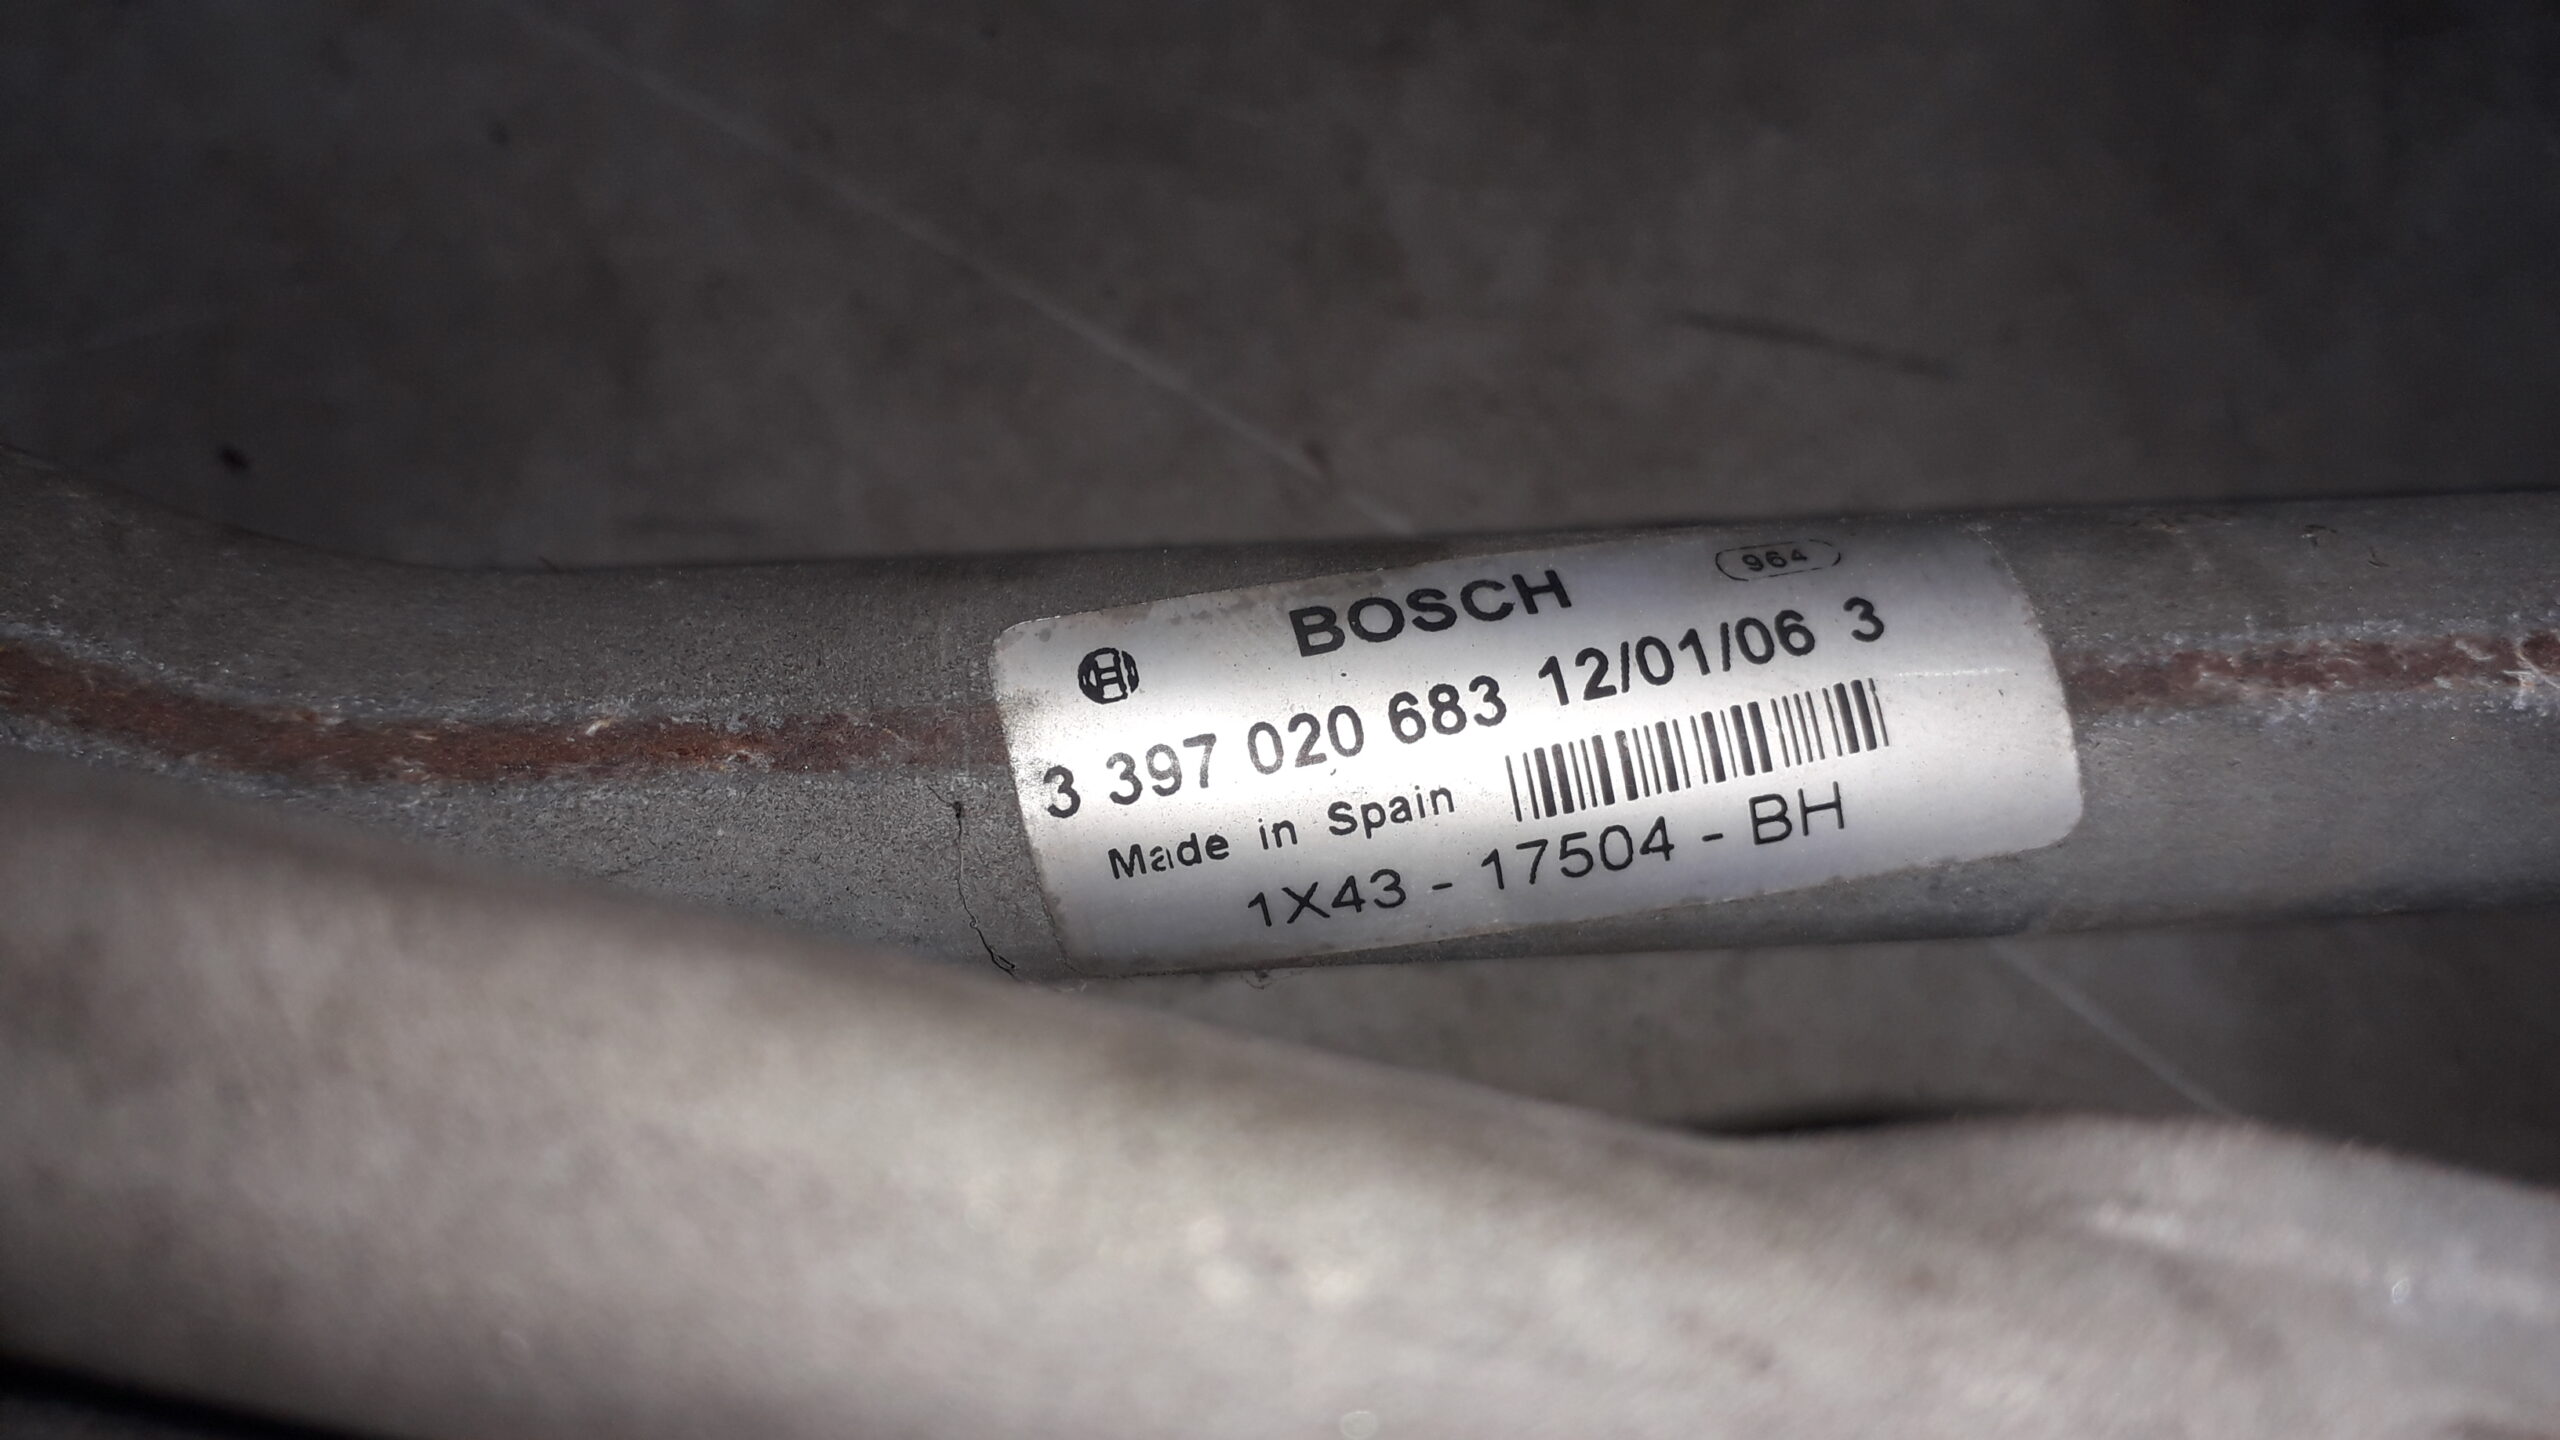 BOSCH 964
3 397 020 683 12/01/06 3
Made in Spain
1X43 - 17504 - BH